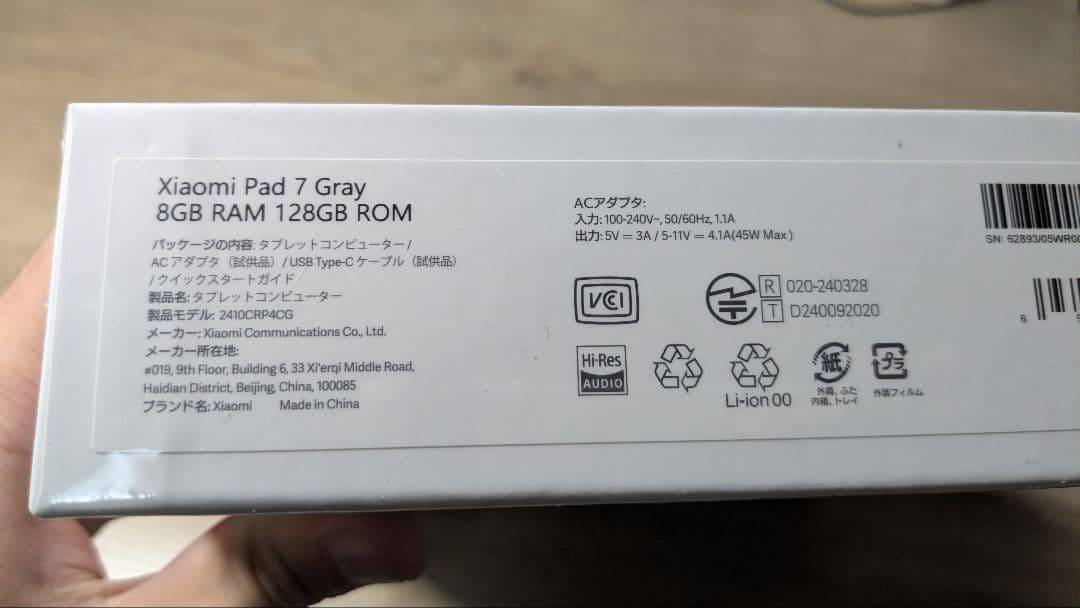 Xiaomi Pad 7 Gray
8GB RAM 128GB ROM
パッケージの内容: タブレットコンピューター /
ACアダプタ（試供品）/ USB Type-C ケーブル（試供品）
/ クイックスタートガイド
製品名: タブレットコンピューター
製品モデル: 2410CRP4CG
メーカー: Xiaomi Communications Co., Ltd.
メーカー所在地:
#019, 9th Floor, Building 6, 33 Xi'erqi Middle Road,
Haidian District, Beijing, China, 100085
ブランド名: Xiaomi Made in China
ACアダプタ:
入力: 100-240V~, 50/60Hz, 1.1A
出力: 5V = 3A / 5-11V = 4.1A(45W Max)
VCCI
R 020-240328
T D240092020
Hi-Res
AUDIO
Li-ion 00
紙
外箱、ふた
内箱、トレイ
プラ
外装フィルム
SN: 62893/05WR0
6